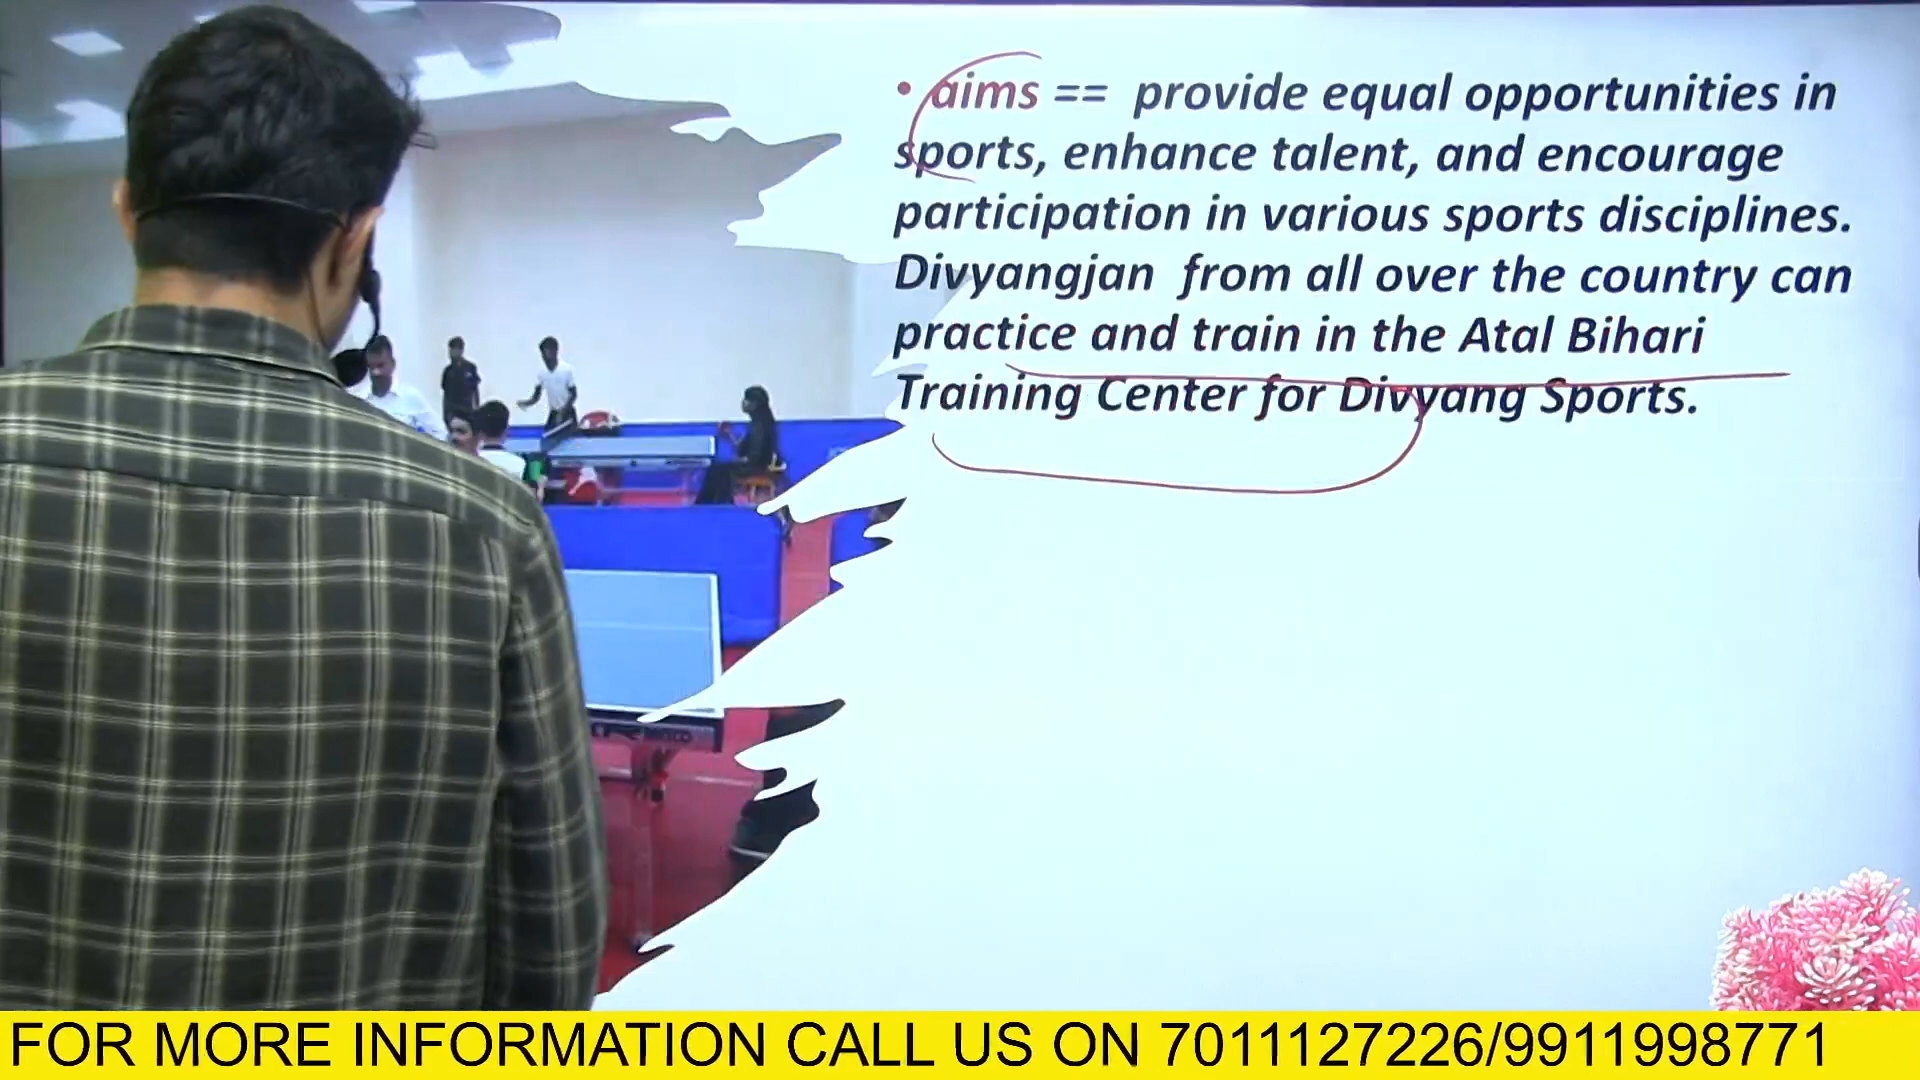 • aims == provide equal opportunities in
sports, enhance talent, and encourage
participation in various sports disciplines.
Divyangjan from all over the country can
practice and train in the Atal Bihari
Training Center for Divyang Sports.
FOR MORE INFORMATION CALL US ON 7011127226/9911998771